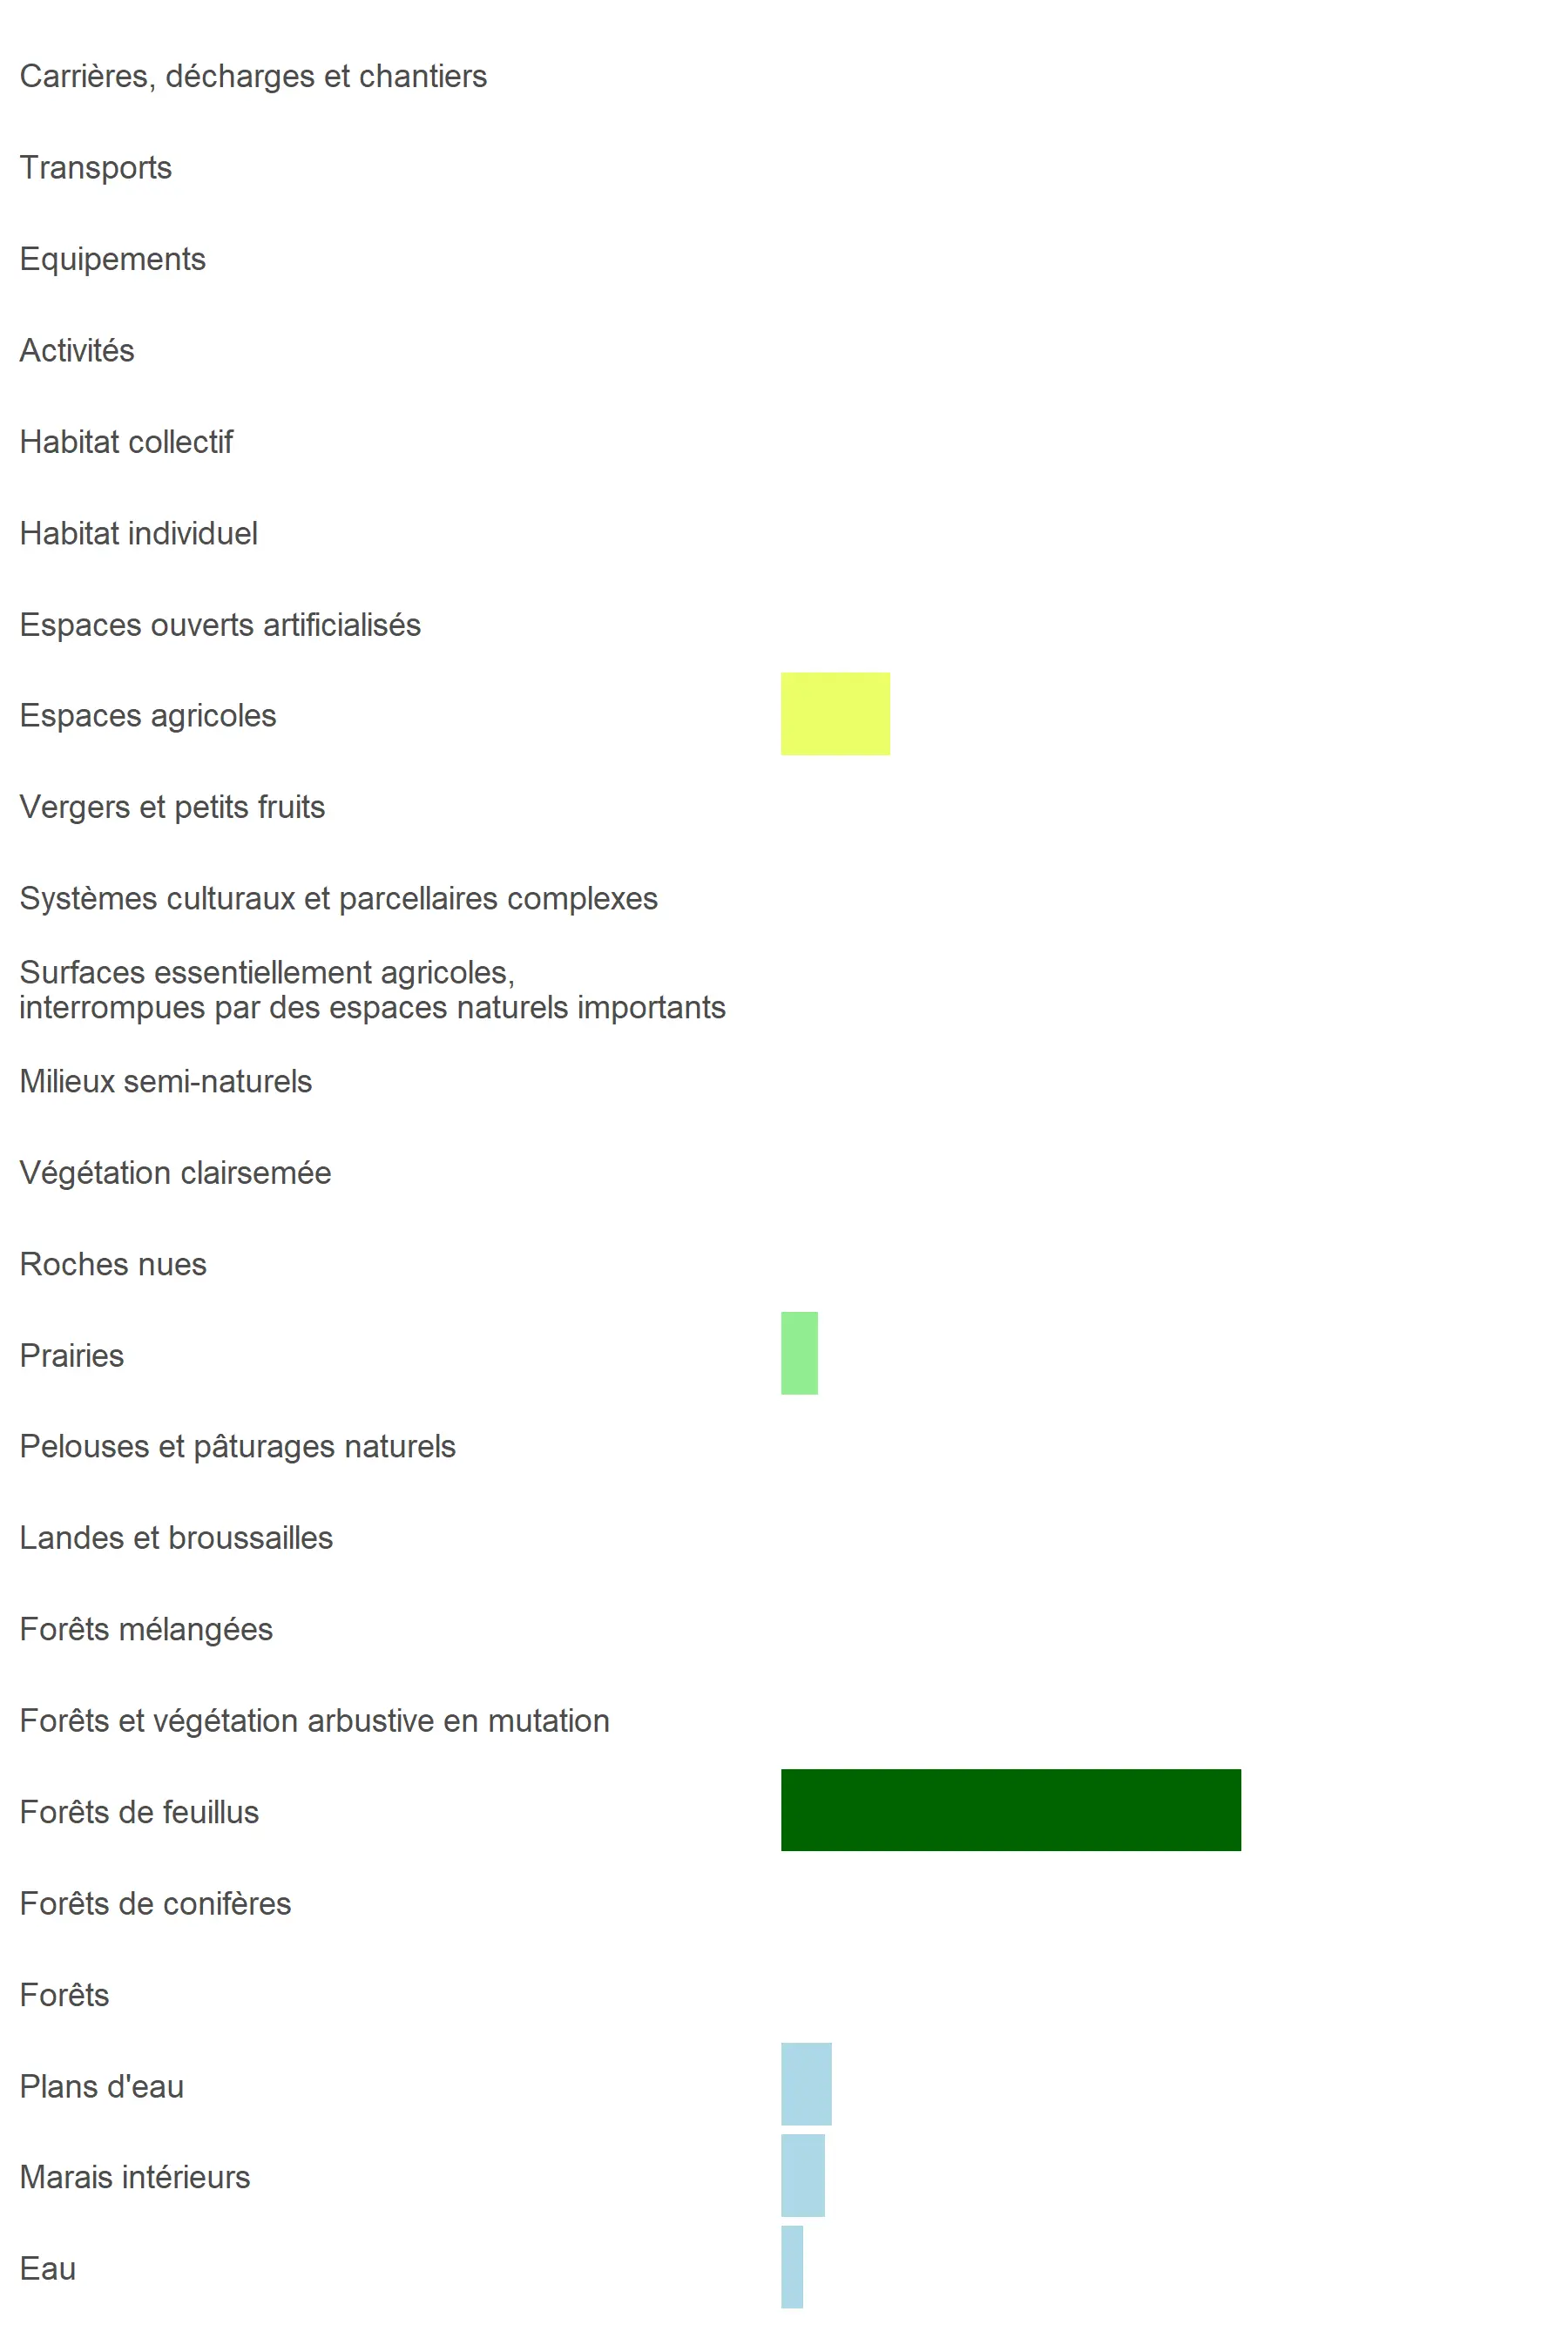 Carrières, décharges et chantiers
Transports
Equipements
Activités
Habitat collectif
Habitat individuel
Espaces ouverts artificialisés
Espaces agricoles
Vergers et petits fruits
Systèmes culturaux et parcellaires complexes
Surfaces essentiellement agricoles,
interrompues par des espaces naturels importants
Milieux semi-naturels
Végétation clairsemée
Roches nues
Prairies
Pelouses et pâturages naturels
Landes et broussailles
Forêts mélangées
Forêts et végétation arbustive en mutation
Forêts de feuillus
Forêts de conifères
Forêts
Plans d'eau
Marais intérieurs
Eau